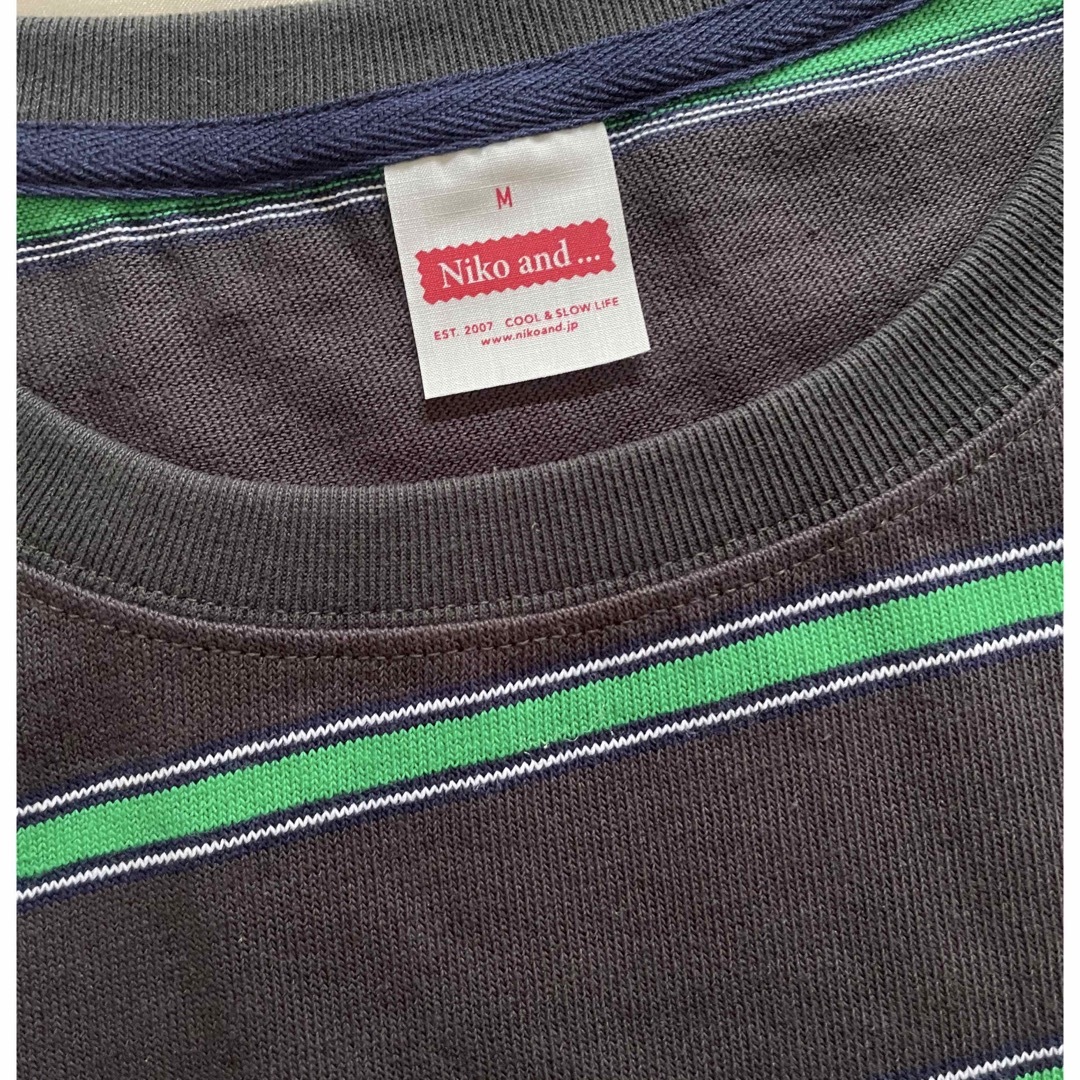 M
Niko and ...
EST. 2007 COOL & SLOW LIFE
www.nikoand.jp